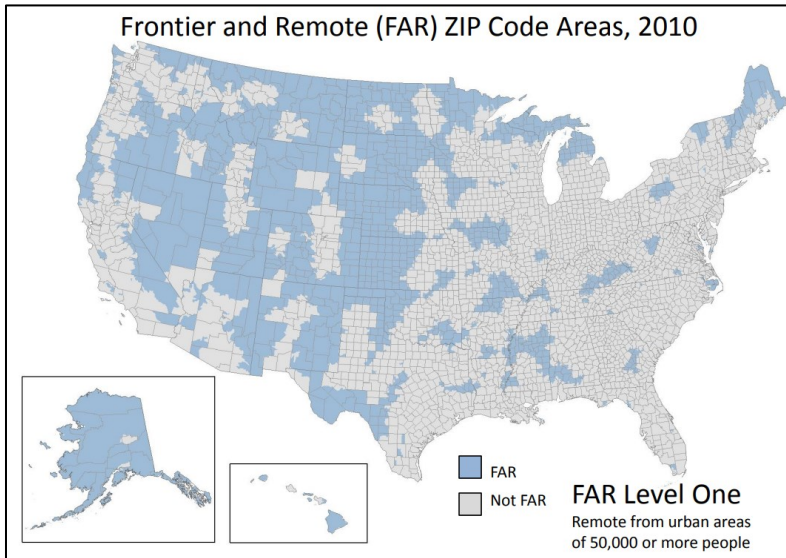 Frontier and Remote (FAR) ZIP Code Areas, 2010
FAR
Not FAR
FAR Level One
Remote from urban areas
of 50,000 or more people